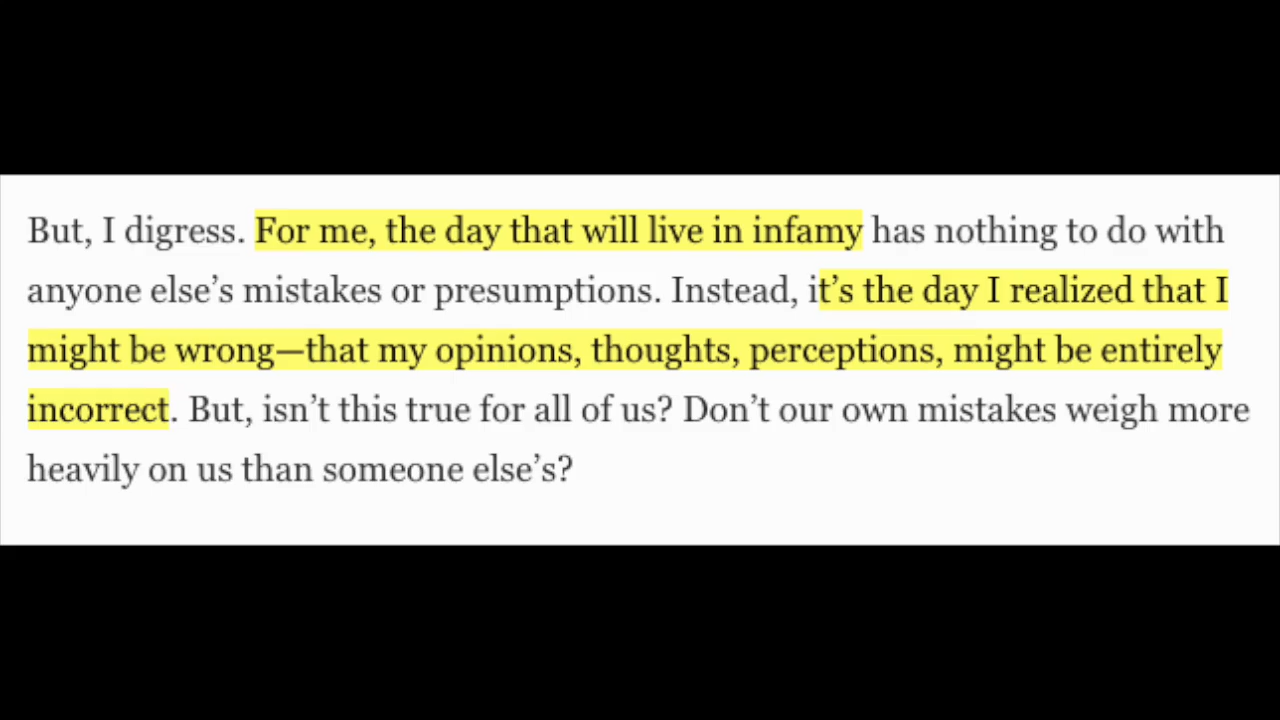 But, I digress. For me, the day that will live in infamy has nothing to do with
anyone else’s mistakes or presumptions. Instead, it’s the day I realized that I
might be wrong—that my opinions, thoughts, perceptions, might be entirely
incorrect. But, isn’t this true for all of us? Don’t our own mistakes weigh more
heavily on us than someone else’s?